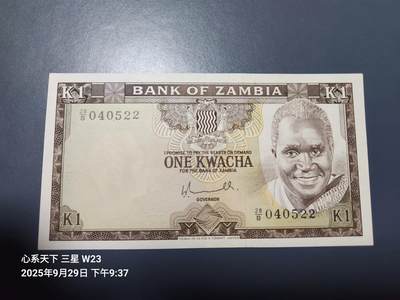 K1
BANK OF ZAMBIA
K1
28/B 040522
I PROMISE TO PAY THE BEARER ON DEMAND
ONE KWACHA
FOR THE BANK OF ZAMBIA
GOVERNOR
28/B 040522
K1
K1
心系天下 三星 W23
2025年9月29日 下午9:37